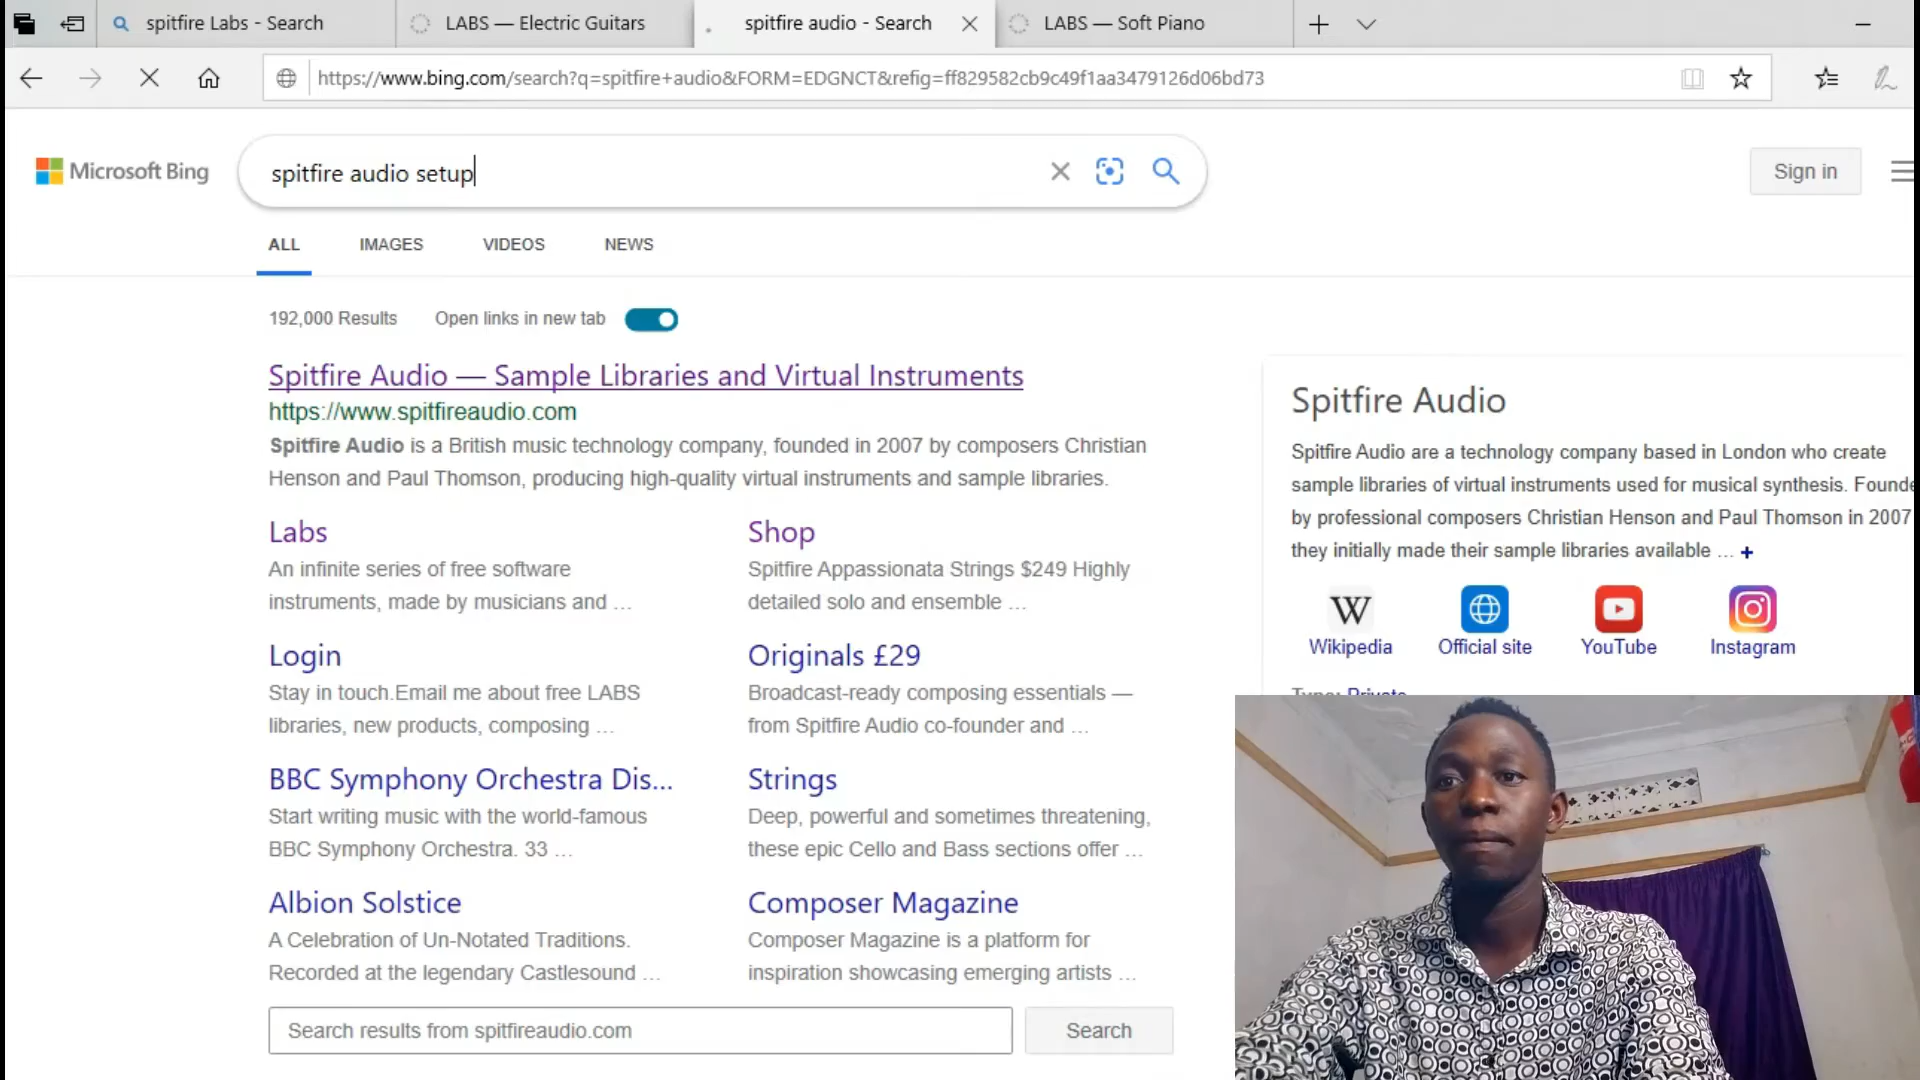 spitfire Labs - Search
LABS — Electric Guitars
spitfire audio - Search
LABS — Soft Piano
https://www.bing.com/search?q=spitfire+audio&FORM=EDGNCT&refig=ff829582cb9c49f1aa3479126d06bd73
Microsoft Bing
spitfire audio setup
Sign in
ALL
IMAGES
VIDEOS
NEWS
192,000 Results
Open links in new tab
Spitfire Audio — Sample Libraries and Virtual Instruments
https://www.spitfireaudio.com
Spitfire Audio is a British music technology company, founded in 2007 by composers Christian
Henson and Paul Thomson, producing high-quality virtual instruments and sample libraries.
Labs
An infinite series of free software
instruments, made by musicians and ...
Shop
Spitfire Appassionata Strings $249 Highly
detailed solo and ensemble ...
Login
Stay in touch.Email me about free LABS
libraries, new products, composing ...
Originals £29
Broadcast-ready composing essentials —
from Spitfire Audio co-founder and ...
BBC Symphony Orchestra Dis...
Start writing music with the world-famous
BBC Symphony Orchestra. 33 ...
Strings
Deep, powerful and sometimes threatening,
these epic Cello and Bass sections offer ...
Albion Solstice
A Celebration of Un-Notated Traditions.
Recorded at the legendary Castlesound ...
Composer Magazine
Composer Magazine is a platform for
inspiration showcasing emerging artists ...
Search results from spitfireaudio.com
Search
Spitfire Audio
Spitfire Audio are a technology company based in London who create
sample libraries of virtual instruments used for musical synthesis. Founde
by professional composers Christian Henson and Paul Thomson in 2007
they initially made their sample libraries available ... +
Wikipedia
Official site
YouTube
Instagram
Type: Private